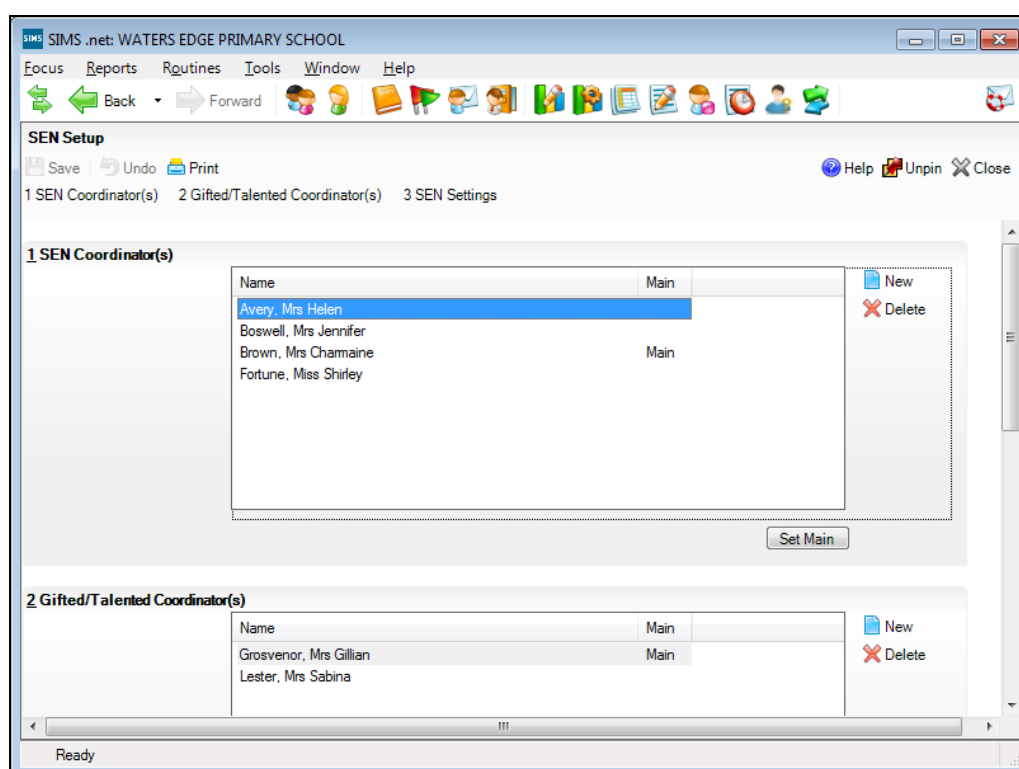 SIMS SIMS .net: WATERS EDGE PRIMARY SCHOOL
Focus Reports Routines Tools Window Help
Back Forward
SEN Setup
Save Undo Print Help Unpin Close
1 SEN Coordinator(s) 2 Gifted/Talented Coordinator(s) 3 SEN Settings
1 SEN Coordinator(s)
Name Main New
Avery, Mrs Helen Delete
Boswell, Mrs Jennifer
Brown, Mrs Charmaine Main
Fortune, Miss Shirley
Set Main
2 Gifted/Talented Coordinator(s)
Name Main New
Grosvenor, Mrs Gillian Main Delete
Lester, Mrs Sabina
Ready